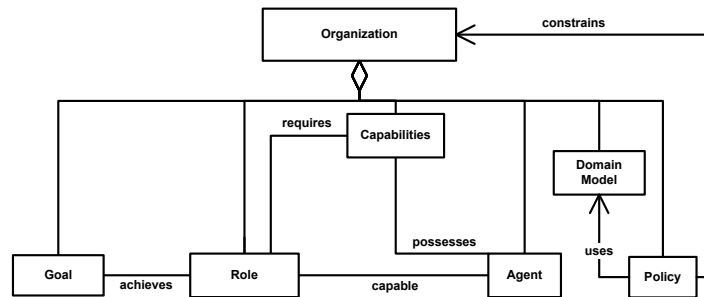 constrains
Organization
requires
Capabilities
Domain
Model
possesses
uses
Goal
achieves
Role
capable
Agent
Policy